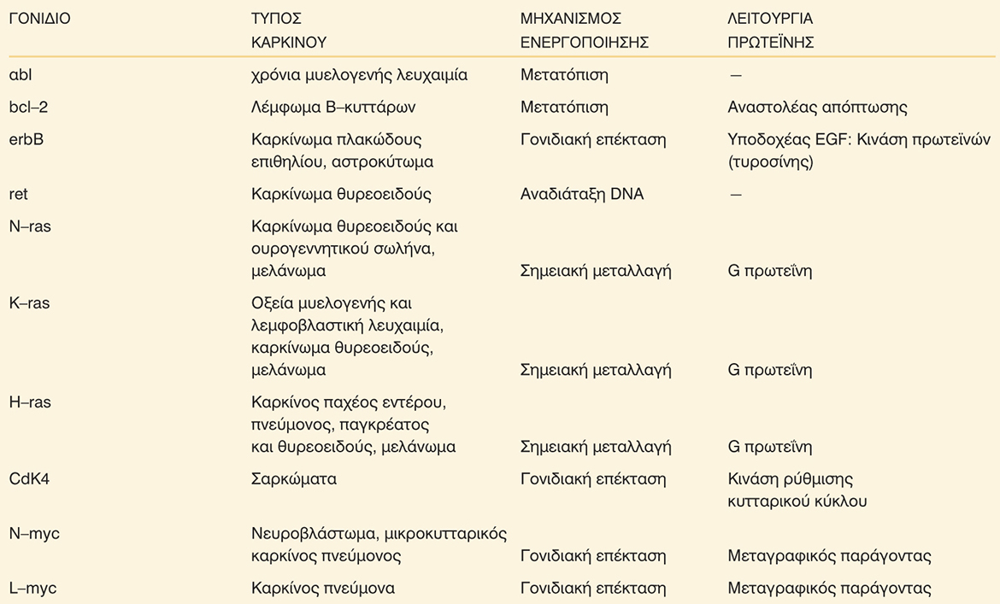 ΓΟΝΙΔΙΟ ΤΥΠΟΣ ΜΗΧΑΝΙΣΜΟΣ ΛΕΙΤΟΥΡΓΙΑ
ΚΑΡΚΙΝΟΥ ΕΝΕΡΓΟΠΟΙΗΣΗΣ ΠΡΩΤΕΪΝΗΣ
abl χρόνια μυελογενής λευχαιμία Μετατόπιση —
bcl–2 Λέμφωμα Β–κυττάρων Μετατόπιση Αναστολέας απόπτωσης
erbB Καρκίνωμα πλακώδους Γονιδιακή επέκταση Υποδοχέας EGF: Κινάση πρωτεϊνών
επιθηλίου, αστροκύτωμα (τυροσίνης)
ret Καρκίνωμα θυρεοειδούς Αναδιάταξη DNA —
N–ras Καρκίνωμα θυρεοειδούς και
ουρογεννητικού σωλήνα,
μελάνωμα Σημειακή μεταλλαγή G πρωτεΐνη
K–ras Οξεία μυελογενής και
λεμφοβλαστική λευχαιμία,
καρκίνωμα θυρεοειδούς,
μελάνωμα Σημειακή μεταλλαγή G πρωτεΐνη
H–ras Καρκίνος παχέος εντέρου,
πνεύμονος, παγκρέατος
και θυρεοειδούς, μελάνωμα Σημειακή μεταλλαγή G πρωτεΐνη
CdK4 Σαρκώματα Γονιδιακή επέκταση Κινάση ρύθμισης
κυτταρικού κύκλου
N–myc Νευροβλάστωμα, μικροκυτταρικός
καρκίνος πνεύμονος Γονιδιακή επέκταση Μεταγραφικός παράγοντας
L–myc Καρκίνος πνεύμονα Γονιδιακή επέκταση Μεταγραφικός παράγοντας